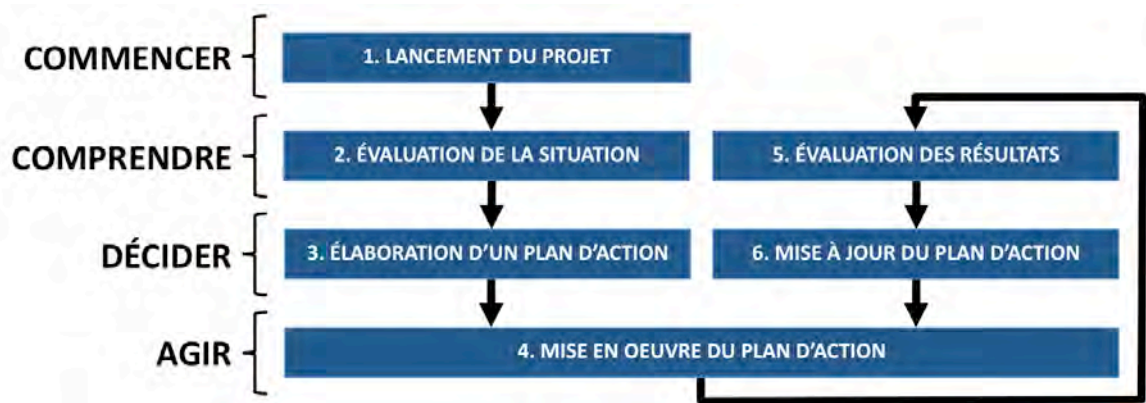 COMMENCER
1. LANCEMENT DU PROJET
COMPRENDRE
2. ÉVALUATION DE LA SITUATION
5. ÉVALUATION DES RÉSULTATS
DÉCIDER
3. ÉLABORATION D'UN PLAN D'ACTION
6. MISE À JOUR DU PLAN D'ACTION
AGIR
4. MISE EN OEUVRE DU PLAN D'ACTION